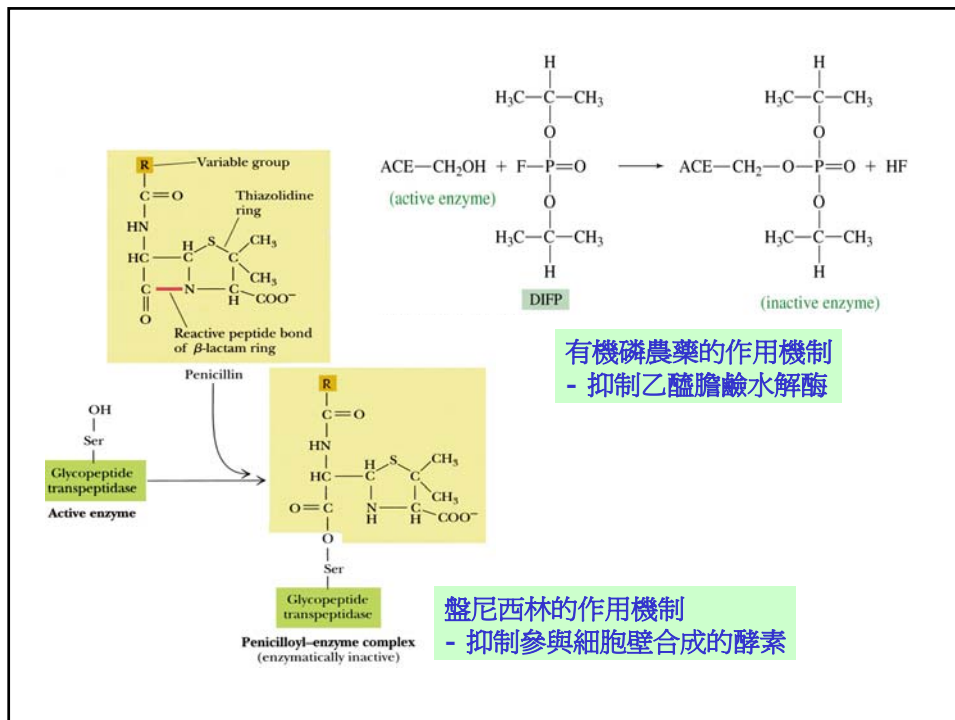 H
H₃C—C—CH₃
O
ACE—CH₂OH + F—P=O
(active enzyme)
O
H₃C—C—CH₃
H
DIFP
H
H₃C—C—CH₃
O
ACE—CH₂—O—P=O + HF
O
H₃C—C—CH₃
H
(inactive enzyme)
有機磷農藥的作用機制
- 抑制乙醯膽鹼水解酶
R
Variable group
C=O
Thiazolidine
ring
HN
H S CH₃
HC C C
CH₃
C N C
H COO⁻
O
Reactive peptide bond
of β-lactam ring
Penicillin
OH
Ser
Glycopeptide
transpeptidase
Active enzyme
R
C=O
HN
H S CH₃
HC C C
CH₃
O=C N C COO⁻
H H
O
Ser
Glycopeptide
transpeptidase
Penicilloyl–enzyme complex
(enzymatically inactive)
盤尼西林的作用機制
- 抑制參與細胞壁合成的酵素